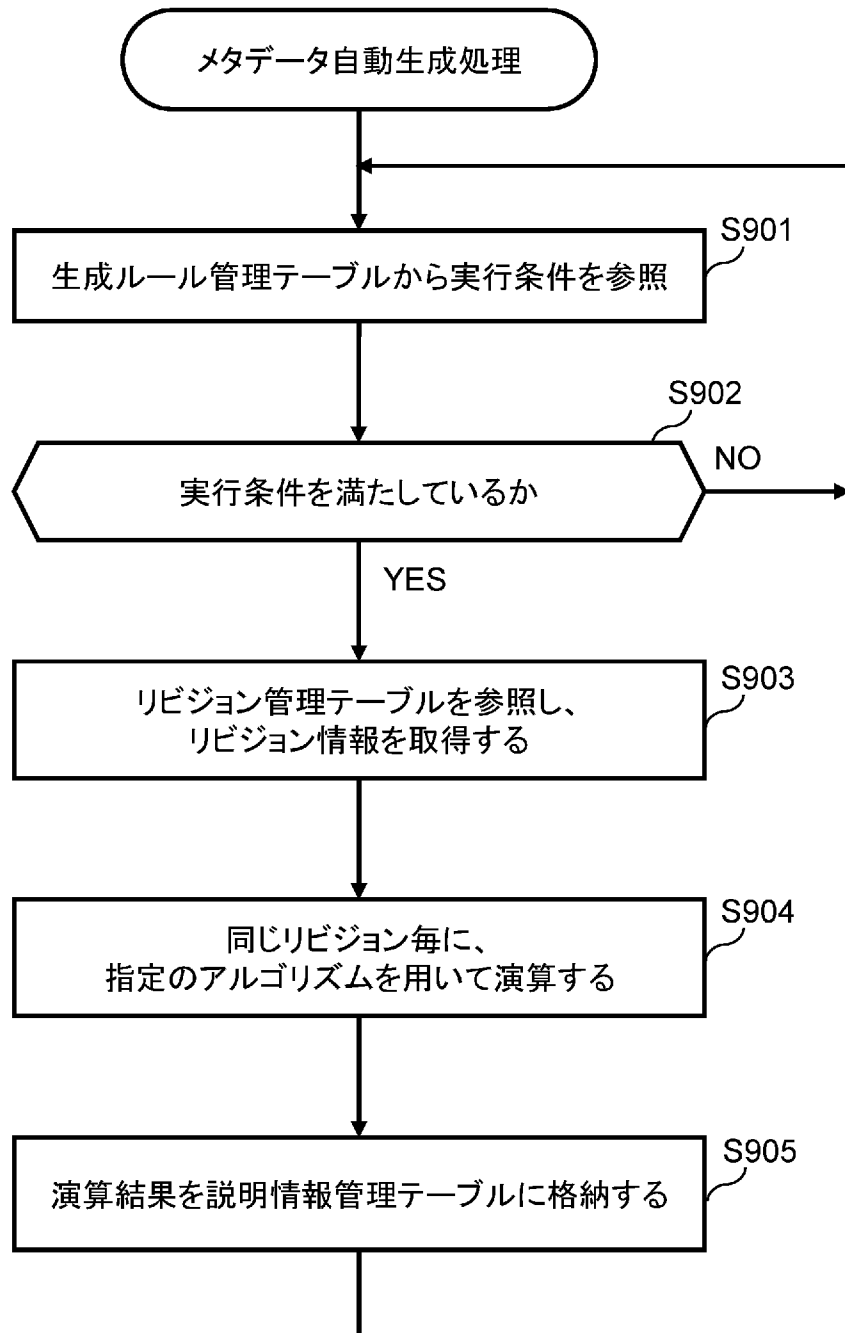 メタデータ自動生成処理
S901
生成ルール管理テーブルから実行条件を参照
S902
実行条件を満たしているか
NO
YES
S903
リビジョン管理テーブルを参照し、
リビジョン情報を取得する
S904
同じリビジョン毎に、
指定のアルゴリズムを用いて演算する
S905
演算結果を説明情報管理テーブルに格納する